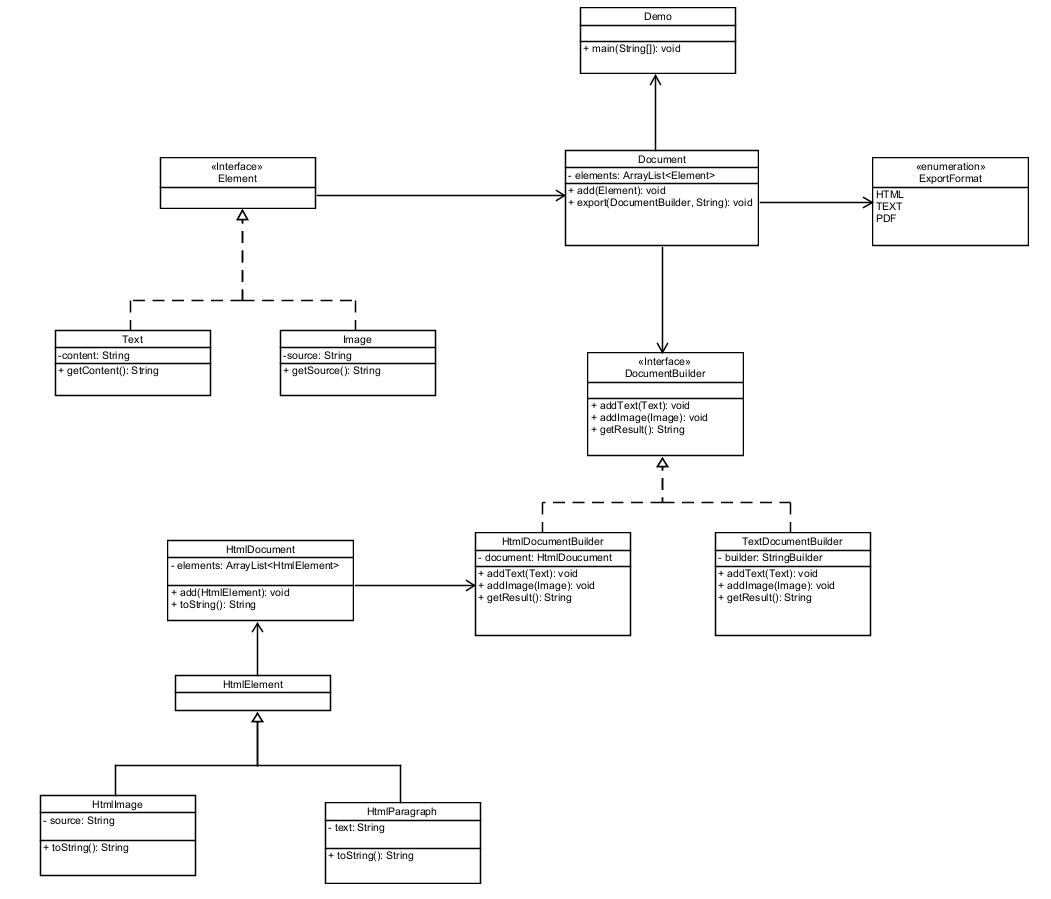 Demo
+ main(String[]): void
«Interface»
Element
Document
- elements: ArrayList<Element>
+ add(Element): void
+ export(DocumentBuilder, String): void
«enumeration»
ExportFormat
HTML
TEXT
PDF
Text
-content: String
+ getContent(): String
Image
-source: String
+ getSource(): String
«Interface»
DocumentBuilder
+ addText(Text): void
+ addImage(Image): void
+ getResult(): String
HtmlDocument
- elements: ArrayList<HtmlElement>
+ add(HtmlElement): void
+ toString(): String
HtmlDocumentBuilder
- document: HtmlDoucument
+ addText(Text): void
+ addImage(Image): void
+ getResult(): String
TextDocumentBuilder
- builder: StringBuilder
+ addText(Text): void
+ addImage(Image): void
+ getResult(): String
HtmlElement
HtmlImage
- source: String
+ toString(): String
HtmlParagraph
- text: String
+ toString(): String